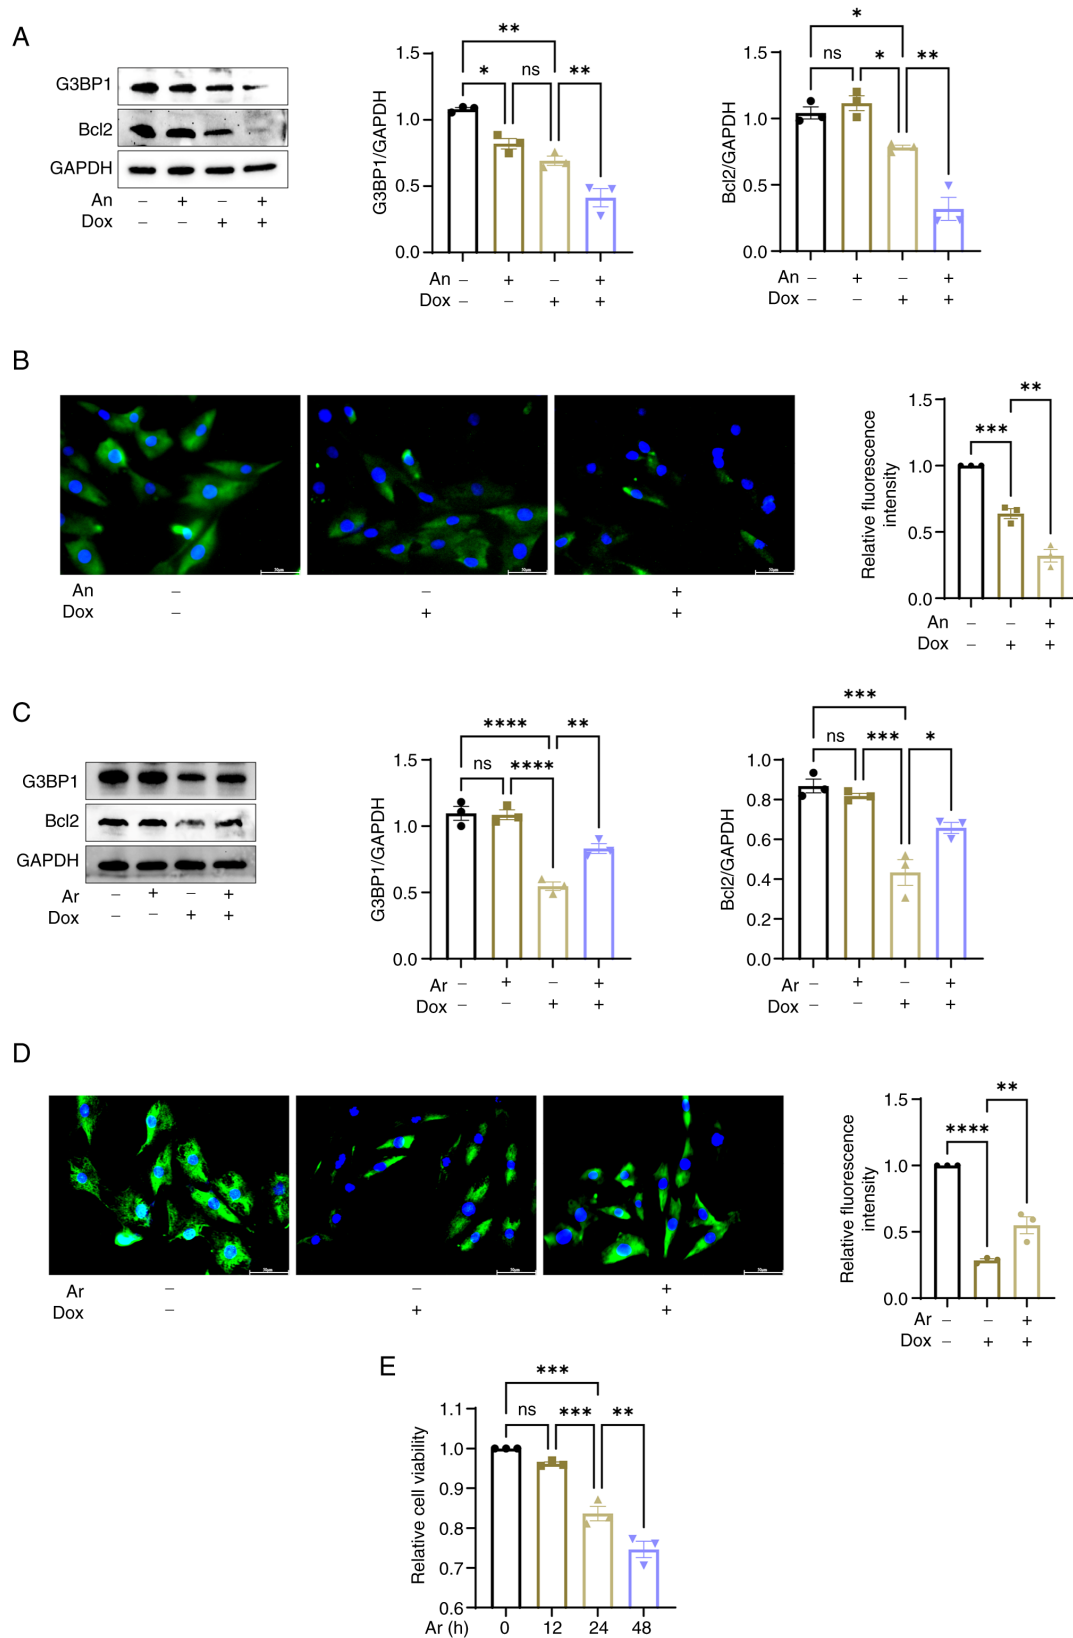 A
G3BP1
Bcl2
GAPDH
An – + – +
Dox – – + +
G3BP1/GAPDH
1.5
1.0
0.5
0.0
** 
* ns **
An – + – +
Dox – – + +
Bcl2/GAPDH
1.5
1.0
0.5
0.0
*
ns * **
An – + – +
Dox – – + +
B
An – – +
Dox – + +
Relative fluorescence
intensity
1.5
1.0
0.5
0.0
**
***
An – – +
Dox – + +
C
G3BP1
Bcl2
GAPDH
Ar – + – +
Dox – – + +
G3BP1/GAPDH
1.5
1.0
0.5
0.0
**** **
ns ****
Ar – + – +
Dox – – + +
Bcl2/GAPDH
1.0
0.8
0.6
0.4
0.2
0.0
***
ns *** *
Ar – + – +
Dox – – + +
D
Ar – – +
Dox – + +
Relative fluorescence
intensity
1.5
1.0
0.5
0.0
**
****
Ar – – +
Dox – + +
E
Relative cell viability
1.1
1.0
0.9
0.8
0.7
0.6
***
ns *** **
Ar (h) 0 12 24 48